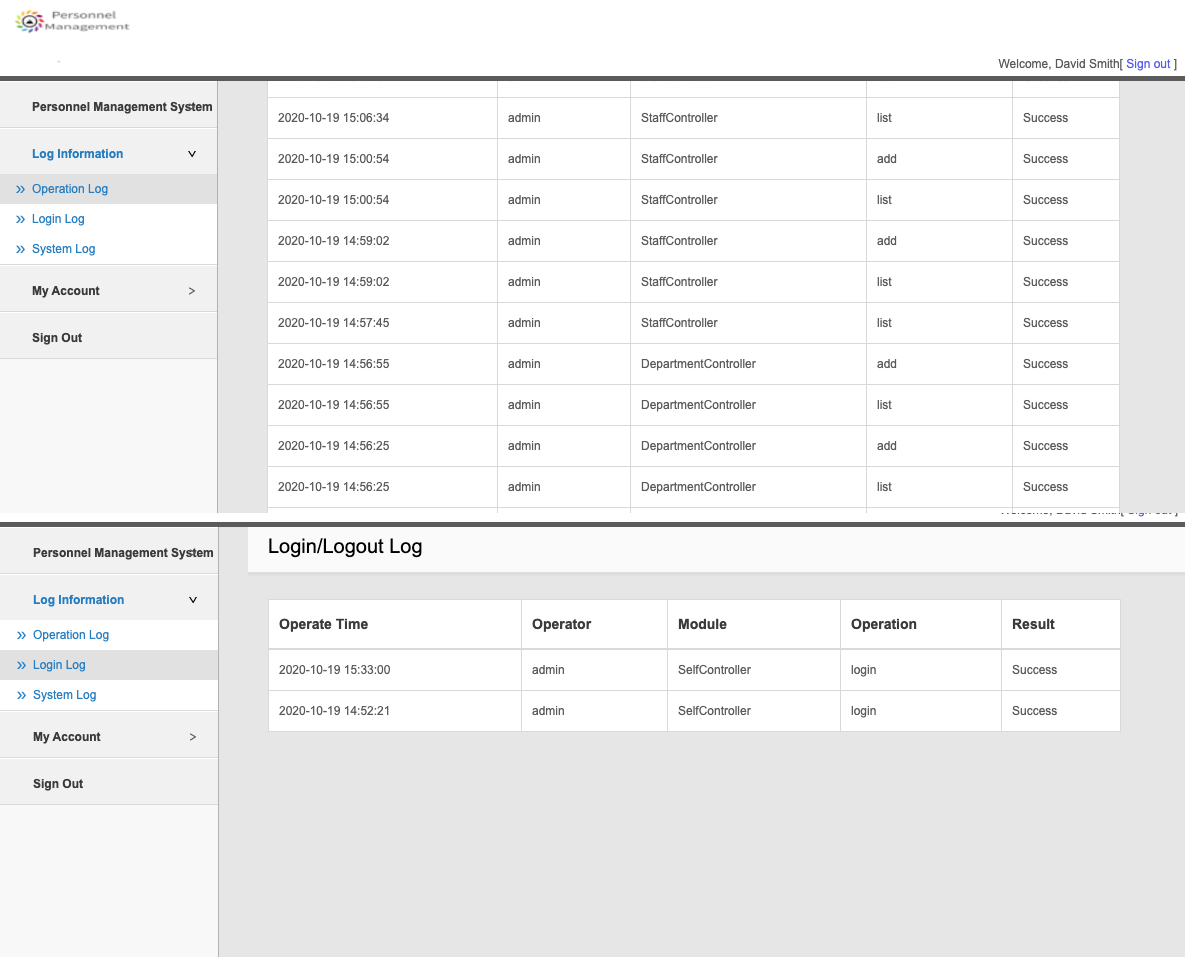 Personnel
Management
Welcome, David Smith[ Sign out ]
Personnel Management System
Log Information
Operation Log
Login Log
System Log
My Account >
Sign Out
2020-10-19 15:06:34 admin StaffController list Success
2020-10-19 15:00:54 admin StaffController add Success
2020-10-19 15:00:54 admin StaffController list Success
2020-10-19 14:59:02 admin StaffController add Success
2020-10-19 14:59:02 admin StaffController list Success
2020-10-19 14:57:45 admin StaffController list Success
2020-10-19 14:56:55 admin DepartmentController add Success
2020-10-19 14:56:55 admin DepartmentController list Success
2020-10-19 14:56:25 admin DepartmentController add Success
2020-10-19 14:56:25 admin DepartmentController list Success
Personnel Management System
Log Information
Operation Log
Login Log
System Log
My Account >
Sign Out
Login/Logout Log
Operate Time Operator Module Operation Result
2020-10-19 15:33:00 admin SelfController login Success
2020-10-19 14:52:21 admin SelfController login Success